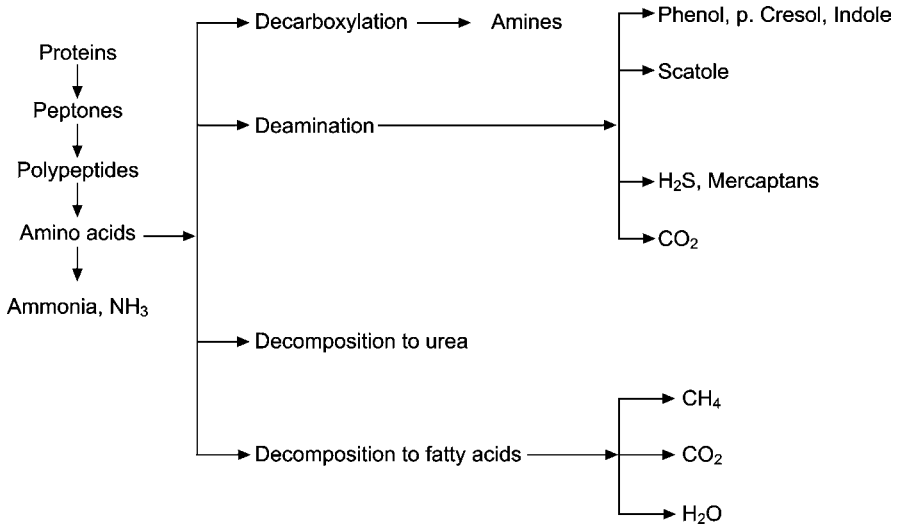 Proteins
Peptones
Polypeptides
Amino acids
Ammonia, NH₃
Decarboxylation
Amines
Deamination
Phenol, p. Cresol, Indole
Scatole
H₂S, Mercaptans
CO₂
Decomposition to urea
Decomposition to fatty acids
CH₄
CO₂
H₂O